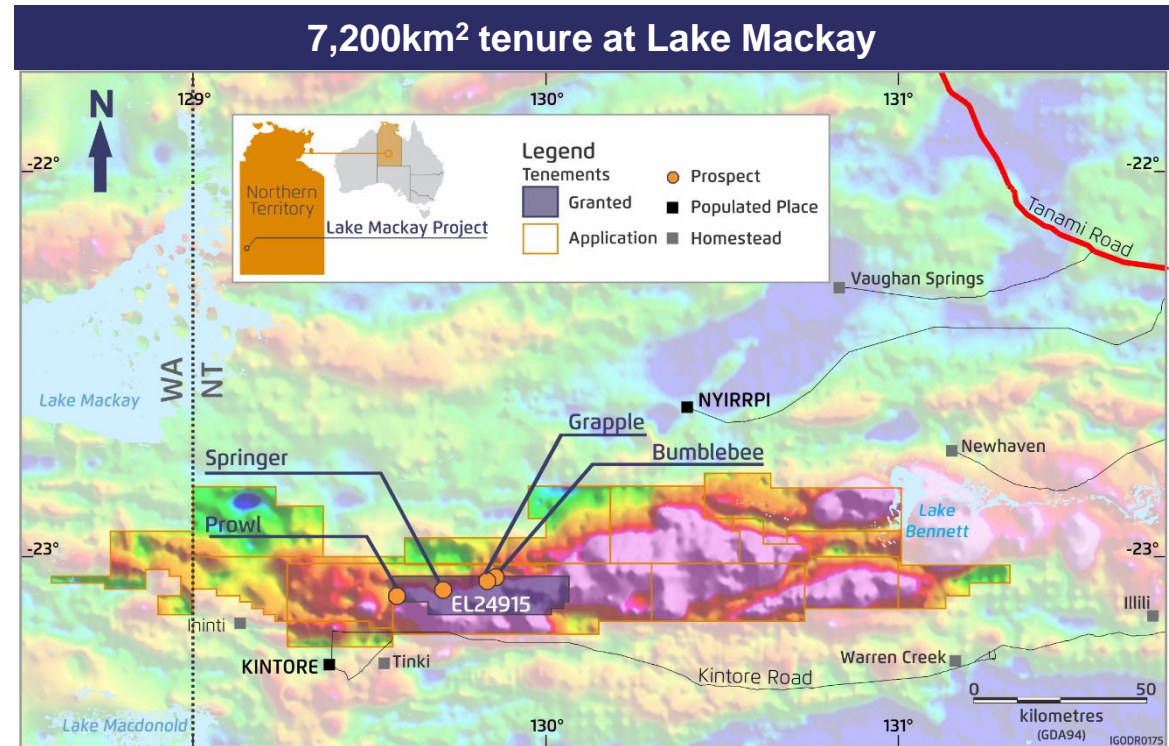 7,200km² tenure at Lake Mackay
129°
130°
131°
N
-22°
-22°
Northern
Territory
Lake Mackay Project
Legend
Tenements
Granted
Application
Prospect
Populated Place
Homestead
Tanami Road
Vaughan Springs
WA
NT
Lake Mackay
NYIRRPI
Grapple
Bumblebee
Springer
Newhaven
Prowl
Lake
Bennett
-23°
-23°
EL24915
Ininti
Illili
KINTORE
Tinki
Warren Creek
Kintore Road
0
50
kilometres
(GDA94)
Lake Macdonold
130°
131°
IGODR0175